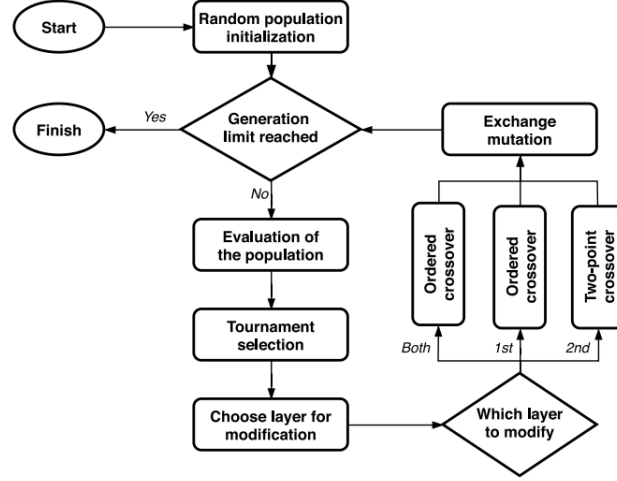 Start
Random population
initialization
Finish
Yes
Generation
limit reached
Exchange
mutation
No
Evaluation of
the population
Ordered
crossover
Ordered
crossover
Two-point
crossover
Tournament
selection
Both
1st
2nd
Choose layer for
modification
Which layer
to modify